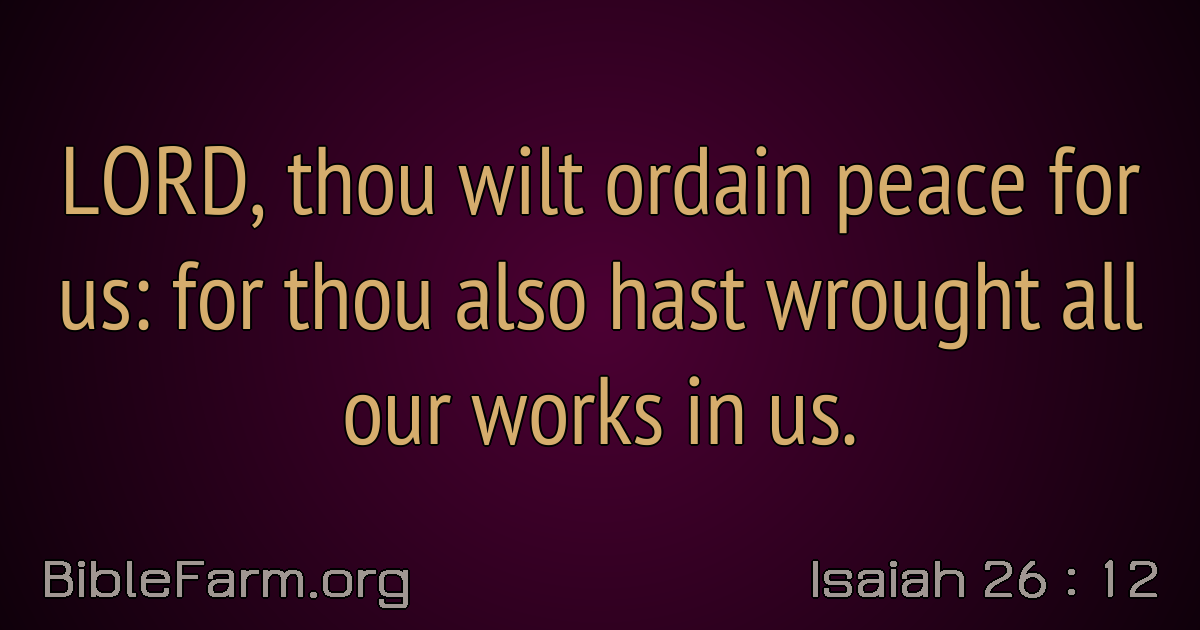 LORD, thou wilt ordain peace for
us: for thou also hast wrought all
our works in us.
BibleFarm.org
Isaiah 26 : 12